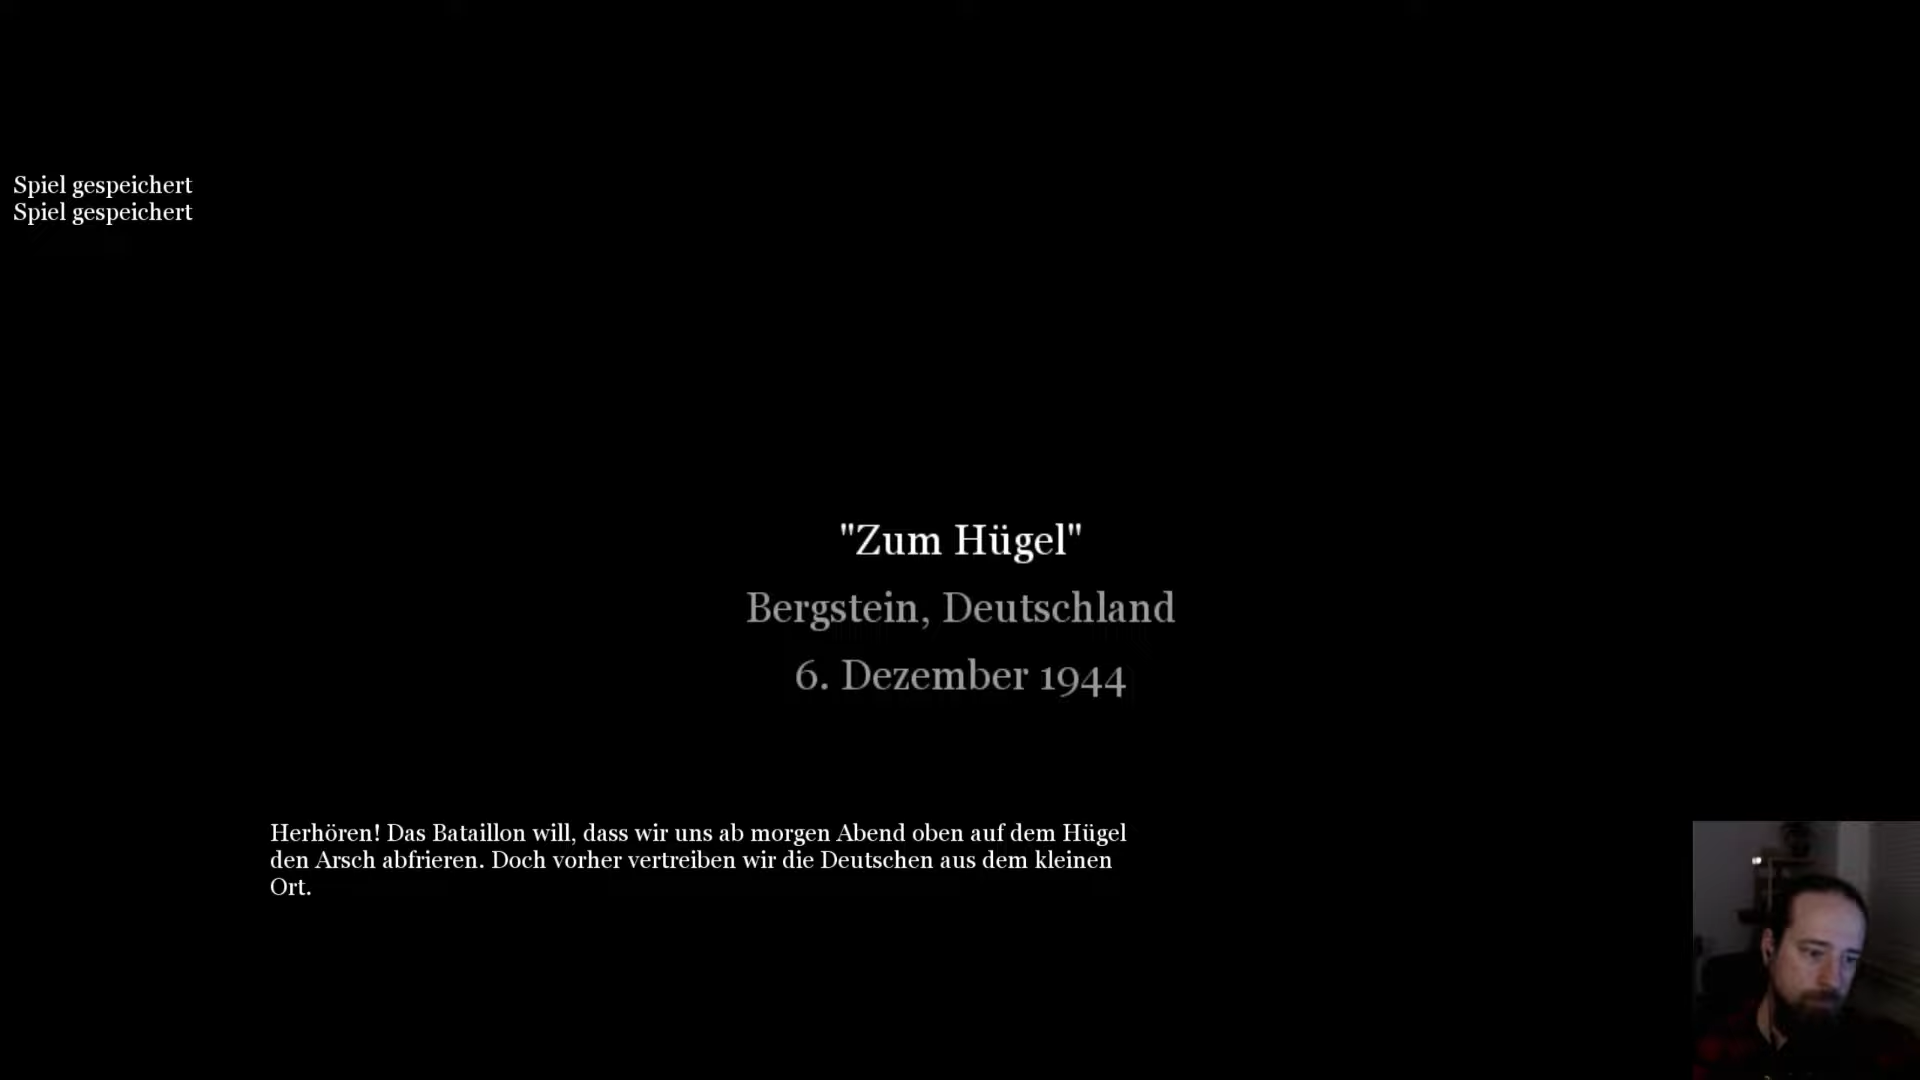 Spiel gespeichert
Spiel gespeichert
"Zum Hügel"
Bergstein, Deutschland
6. Dezember 1944
Herhören! Das Bataillon will, dass wir uns ab morgen Abend oben auf dem Hügel
den Arsch abfrieren. Doch vorher vertreiben wir die Deutschen aus dem kleinen
Ort.